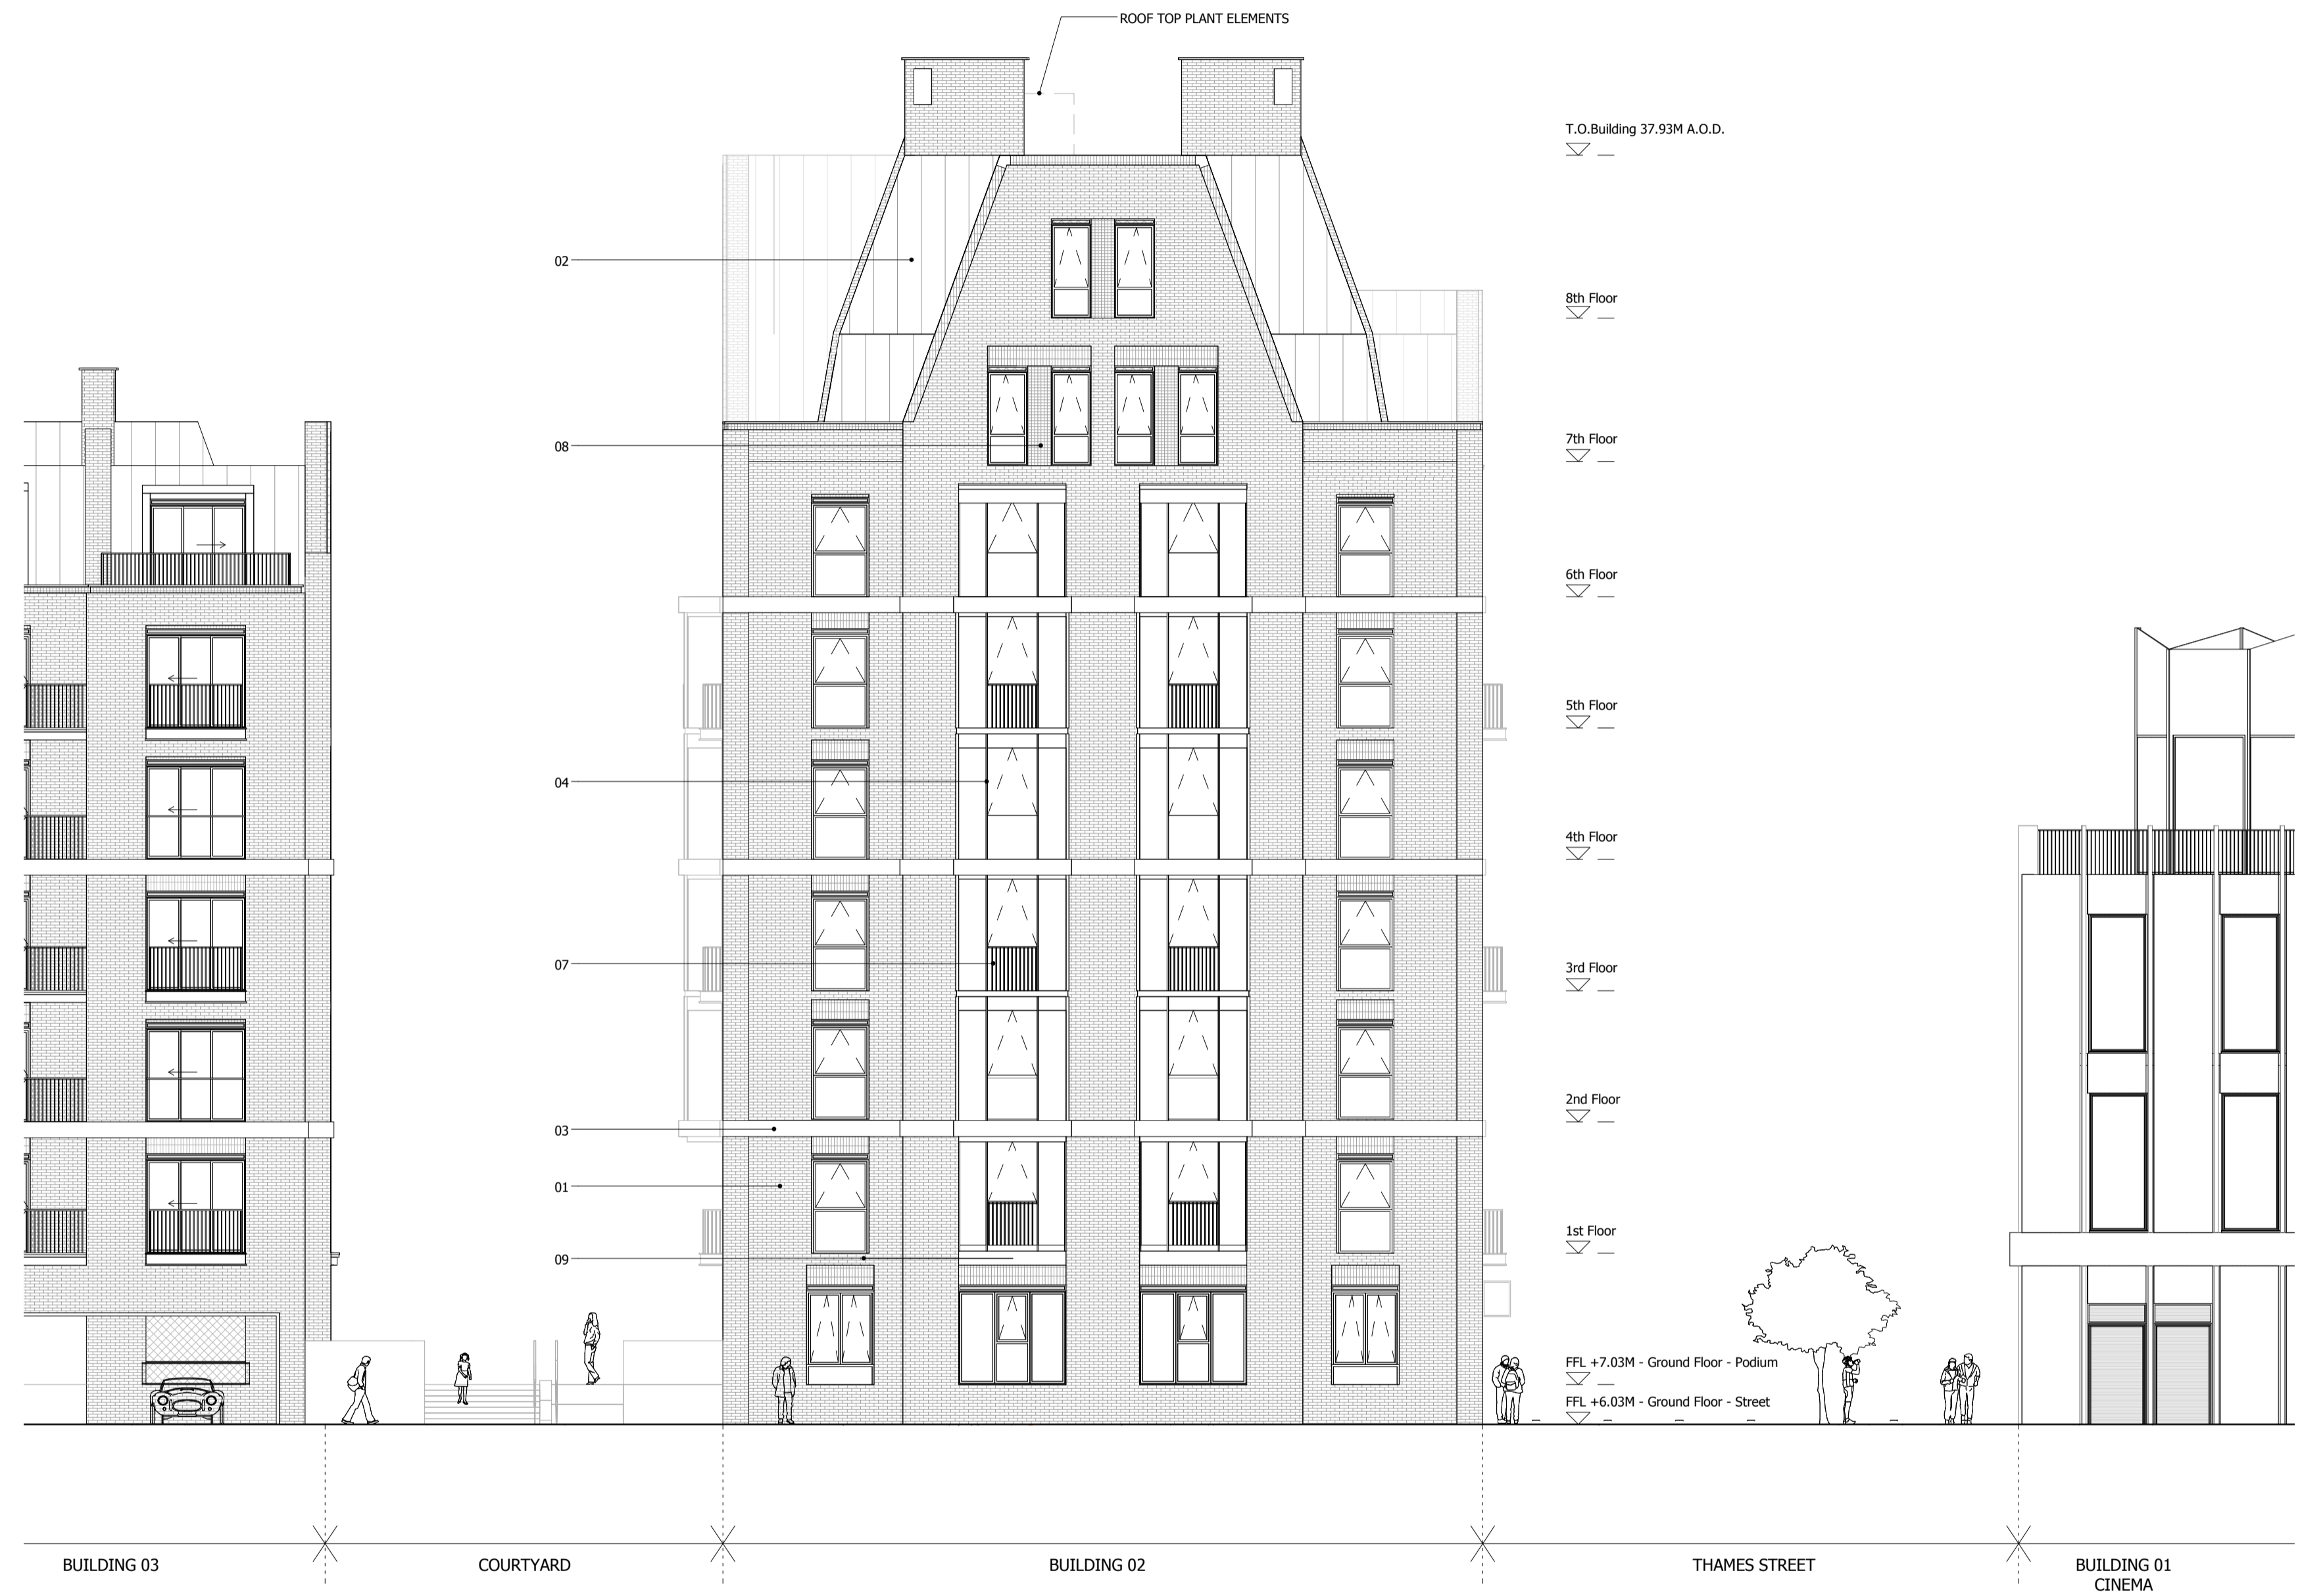 ROOF TOP PLANT ELEMENTS
T.O.Building 37.93M A.O.D.
02
8th Floor
08
7th Floor
6th Floor
5th Floor
04
4th Floor
07
3rd Floor
2nd Floor
03
01
1st Floor
09
FFL +7.03M - Ground Floor - Podium
FFL +6.03M - Ground Floor - Street
BUILDING 03
COURTYARD
BUILDING 02
THAMES STREET
BUILDING 01
CINEMA